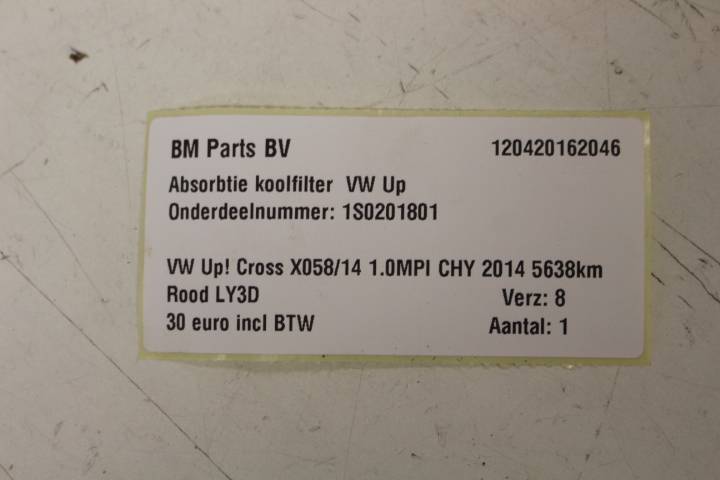 BM Parts BV 120420162046
Absorbtie koolfilter VW Up
Onderdeelnummer: 1S0201801
VW Up! Cross X058/14 1.0MPI CHY 2014 5638km
Rood LY3D Verz: 8
30 euro incl BTW Aantal: 1